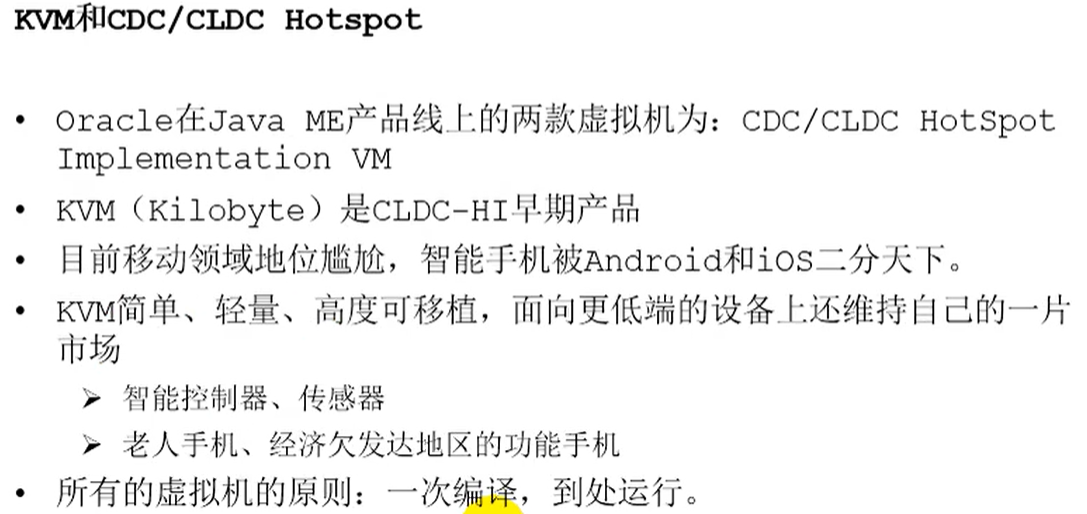 KVM和CDC/CLDC Hotspot
• Oracle在Java ME产品线上的两款虚拟机为：CDC/CLDC HotSpot
Implementation VM
• KVM（Kilobyte）是CLDC-HI早期产品
• 目前移动领域地位尴尬，智能手机被Android和iOS二分天下。
• KVM简单、轻量、高度可移植，面向更低端的设备上还维持自己的一片
市场
➢ 智能控制器、传感器
➢ 老人手机、经济欠发达地区的功能手机
• 所有的虚拟机的原则：一次编译，到处运行。